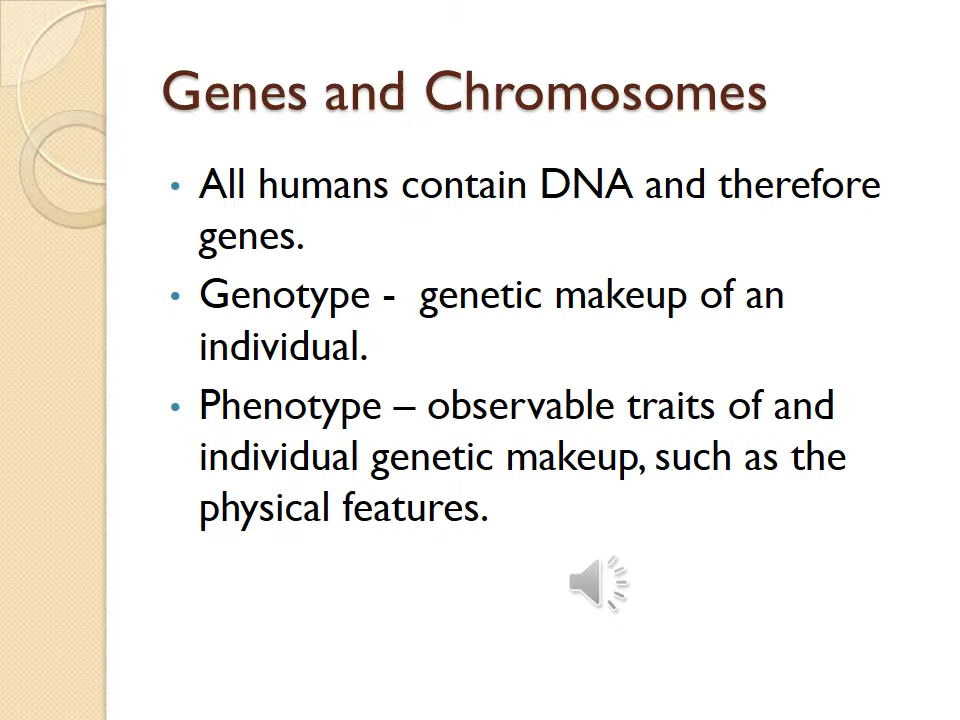 Genes and Chromosomes
• All humans contain DNA and therefore
genes.
• Genotype -  genetic makeup of an
individual.
• Phenotype – observable traits of and
individual genetic makeup, such as the
physical features.